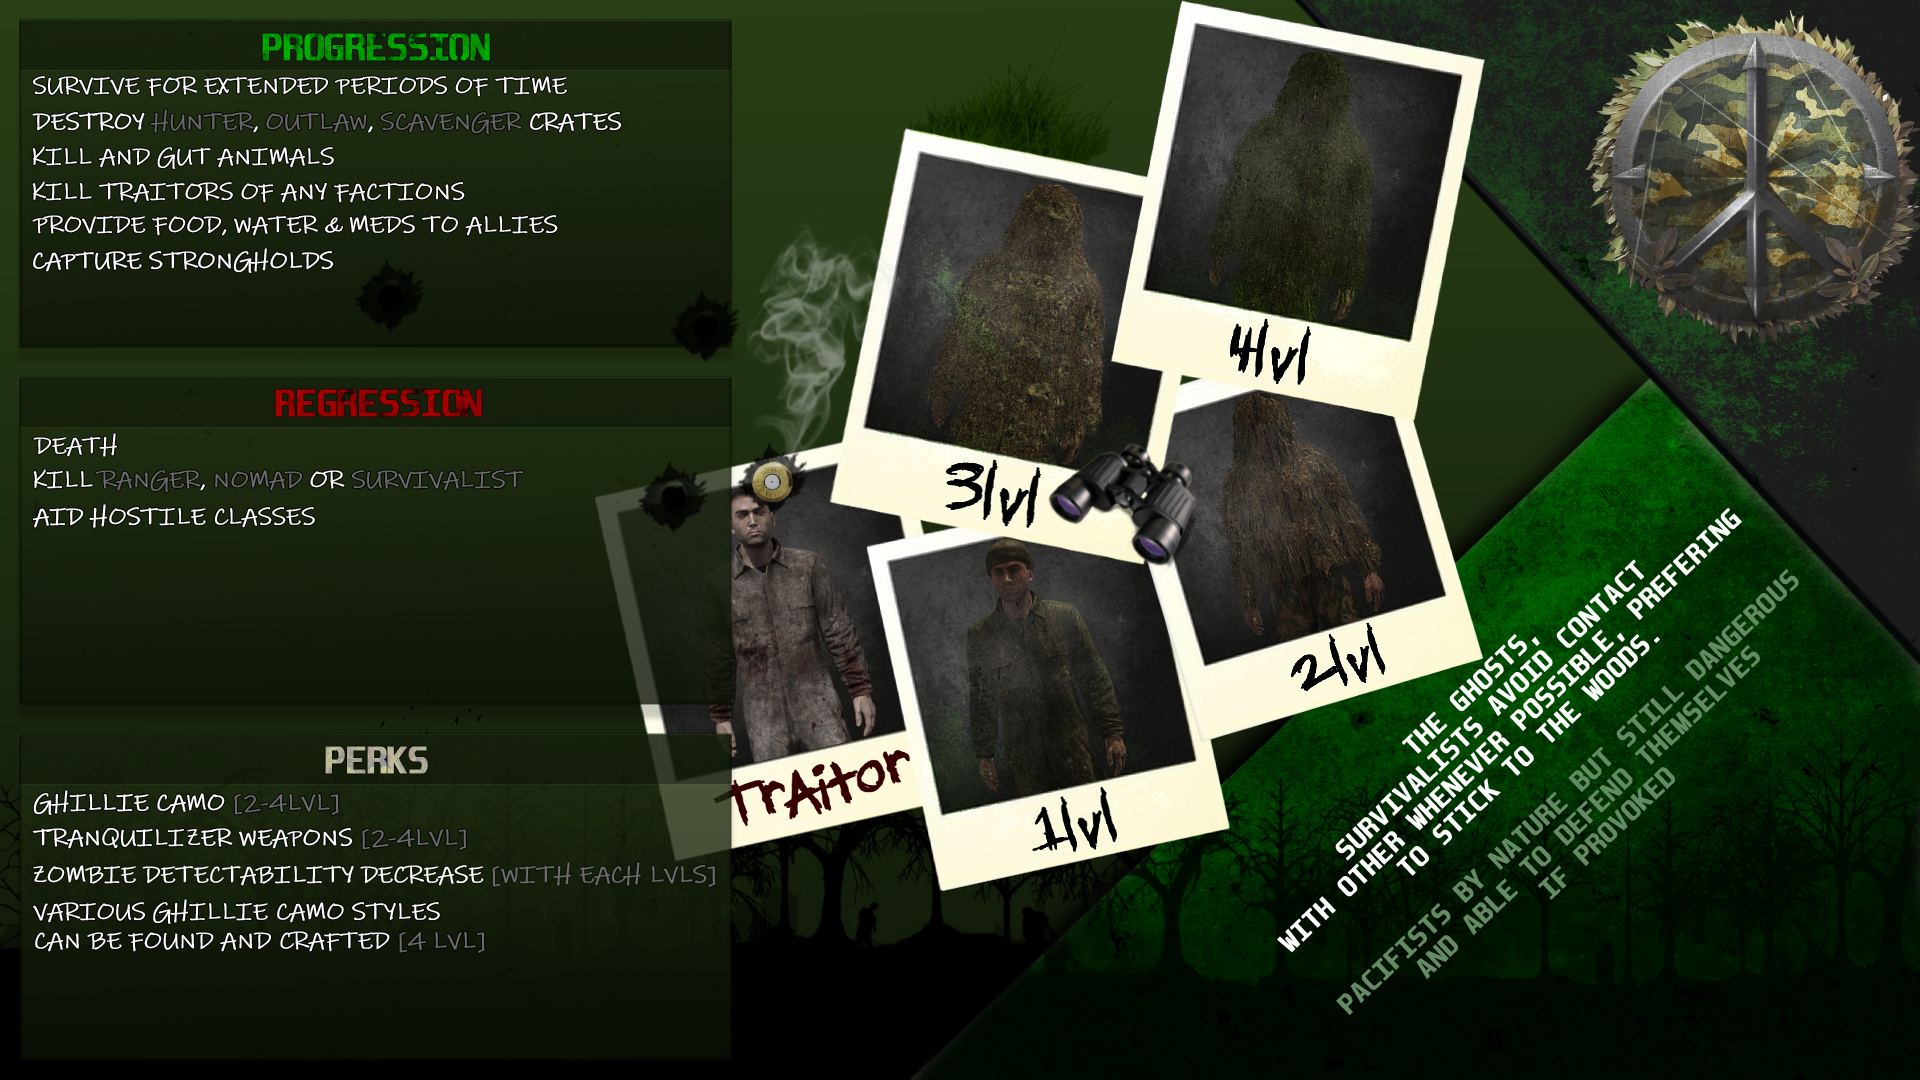 PROGRESSION
SURVIVE FOR EXTENDED PERIODS OF TIME
DESTROY HUNTER, OUTLAW, SCAVENGER CRATES
KILL AND GUT ANIMALS
KILL TRAITORS OF ANY FACTIONS
PROVIDE FOOD, WATER & MEDS TO ALLIES
CAPTURE STRONGHOLDS
REGRESSION
DEATH
KILL RANGER, NOMAD OR SURVIVALIST
AID HOSTILE CLASSES
PERKS
GHILLIE CAMO [2-4LVL]
TRANQUILIZER WEAPONS [2-4LVL]
ZOMBIE DETECTABILITY DECREASE [WITH EACH LVLS]
VARIOUS GHILLIE CAMO STYLES
CAN BE FOUND AND CRAFTED [4 LVL]
4lvl
3lvl
2lvl
1lvl
TrAitor
THE GHOSTS,
SURVIVALISTS AVOID CONTACT
WITH OTHER WHENEVER POSSIBLE, PREFERING
TO STICK TO THE WOODS.
PACIFISTS BY NATURE BUT STILL DANGEROUS
AND ABLE TO DEFEND THEMSELVES
IF PROVOKED